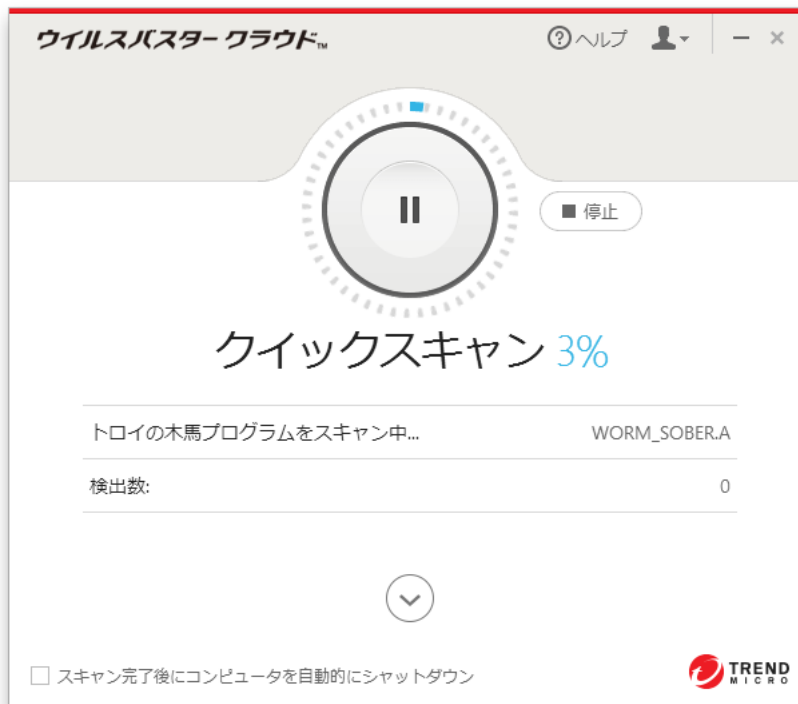 ウイルスバスター クラウド™
?ヘルプ
停止
クイックスキャン 3%
トロイの木馬プログラムをスキャン中... WORM_SOBER.A
検出数: 0
スキャン完了後にコンピュータを自動的にシャットダウン
TREND
MICRO